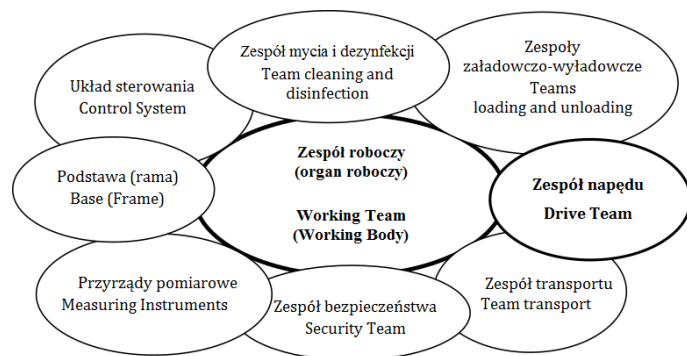 Zespół mycia i dezynfekcji
Team cleaning and
disinfection
Zespoły
załadowczo-wyładowcze
Teams
loading and unloading
Układ sterowania
Control System
Zespół roboczy
(organ roboczy)
Working Team
(Working Body)
Podstawa (rama)
Base (Frame)
Zespół napędu
Drive Team
Przyrządy pomiarowe
Measuring Instruments
Zespół bezpieczeństwa
Security Team
Zespół transportu
Team transport